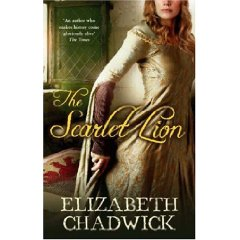 'An author who
makes history come
gloriously alive'
The Times
The
Scarlet Lion
ELIZABETH
CHADWICK